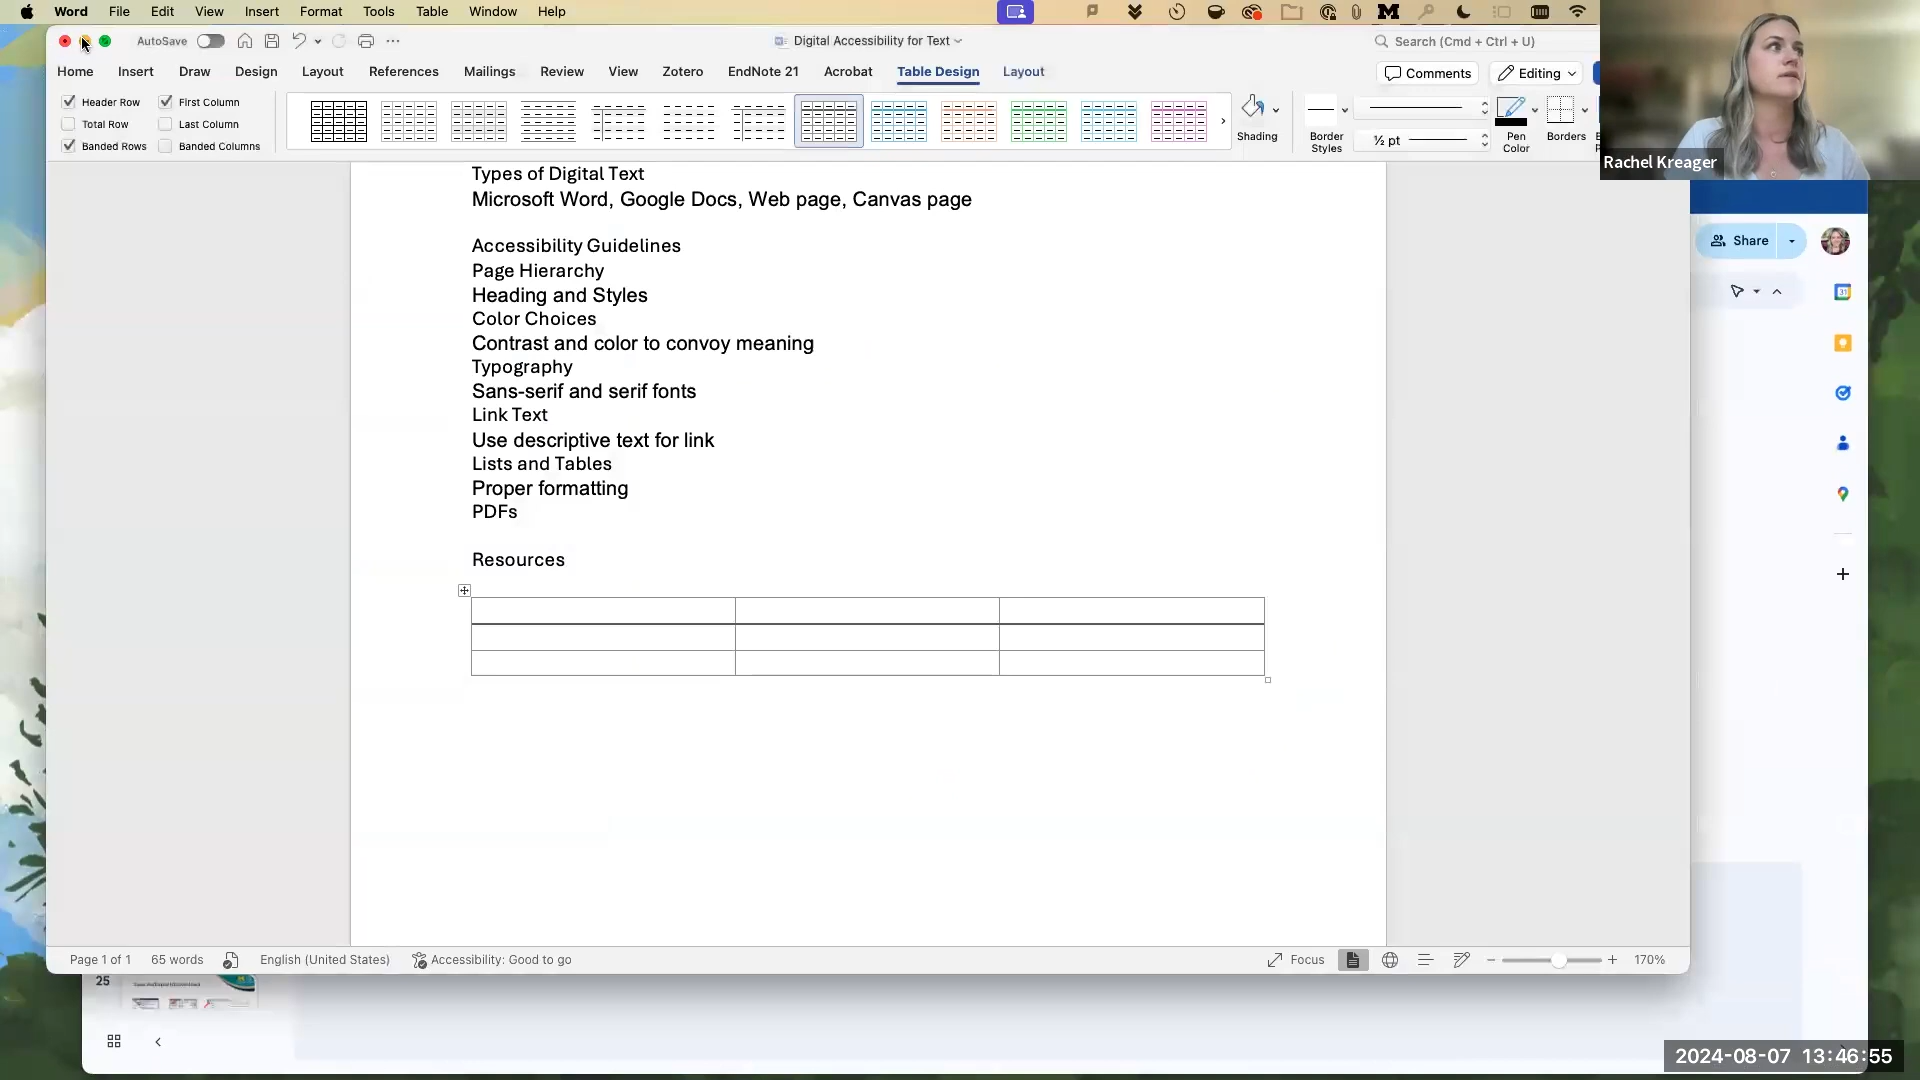 Word File Edit View Insert Format Tools Table Window Help
AutoSave Digital Accessibility for Text Search (Cmd + Ctrl + U)
Home Insert Draw Design Layout References Mailings Review View Zotero EndNote 21 Acrobat Table Design Layout Comments Editing
Header Row First Column
Total Row Last Column
Banded Rows Banded Columns
Shading
Border Styles
½ pt
Pen Color
Borders
Rachel Kreager
Types of Digital Text
Microsoft Word, Google Docs, Web page, Canvas page
Accessibility Guidelines
Page Hierarchy
Heading and Styles
Color Choices
Contrast and color to convoy meaning
Typography
Sans-serif and serif fonts
Link Text
Use descriptive text for link
Lists and Tables
Proper formatting
PDFs
Resources
Share
31
Page 1 of 1 65 words English (United States) Accessibility: Good to go Focus 170%
25
2024-08-07 13:46:55